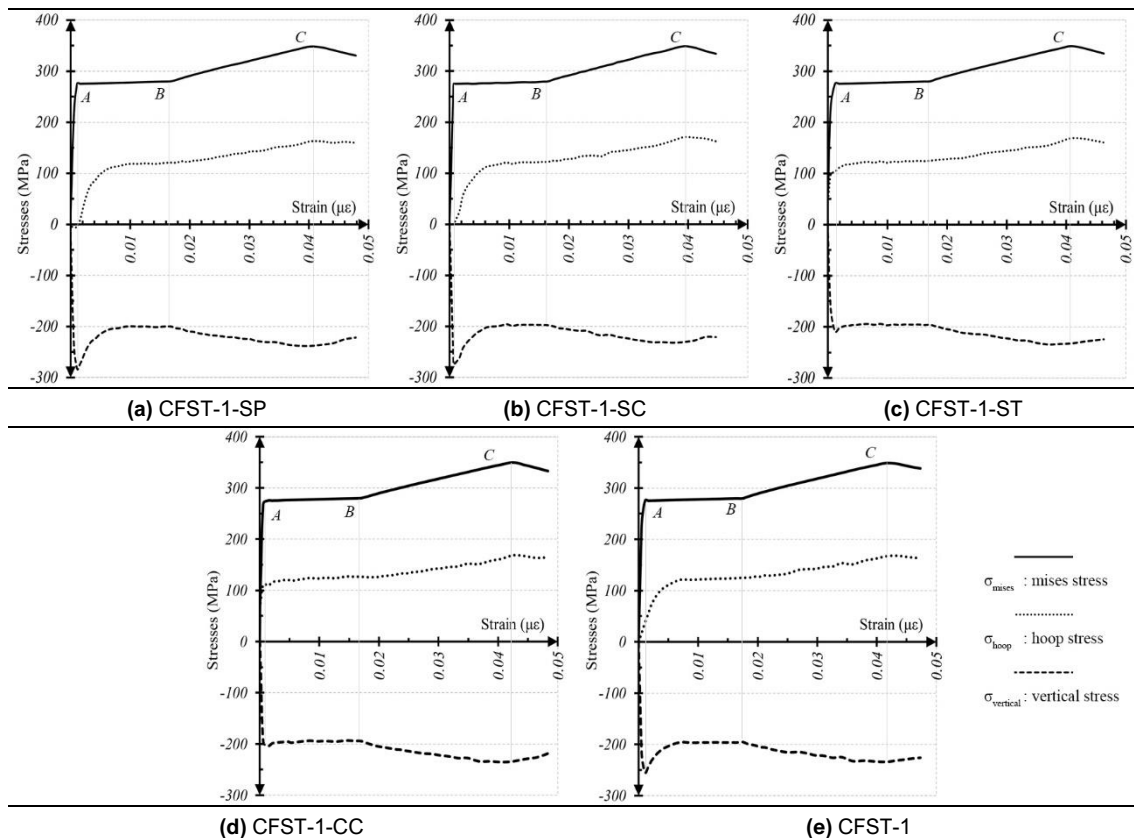 400
300
200
100
0
-100
-200
-300
Stresses (MPa)
Strain (με)
0.01
0.02
0.03
0.04
0.05
A
B
C
400
300
200
100
0
-100
-200
-300
Stresses (MPa)
Strain (με)
0.01
0.02
0.03
0.04
0.05
A
B
C
400
300
200
100
0
-100
-200
-300
Stresses (MPa)
Strain (με)
0.01
0.02
0.03
0.04
0.05
A
B
C
(a) CFST-1-SP
(b) CFST-1-SC
(c) CFST-1-ST
400
300
200
100
0
-100
-200
-300
Stresses (MPa)
Strain (με)
0.01
0.02
0.03
0.04
0.05
A
B
C
400
300
200
100
0
-100
-200
-300
Stresses (MPa)
Strain (με)
0.01
0.02
0.03
0.04
0.05
A
B
C
σmises : mises stress
σhoop : hoop stress
σvertical : vertical stress
(d) CFST-1-CC
(e) CFST-1